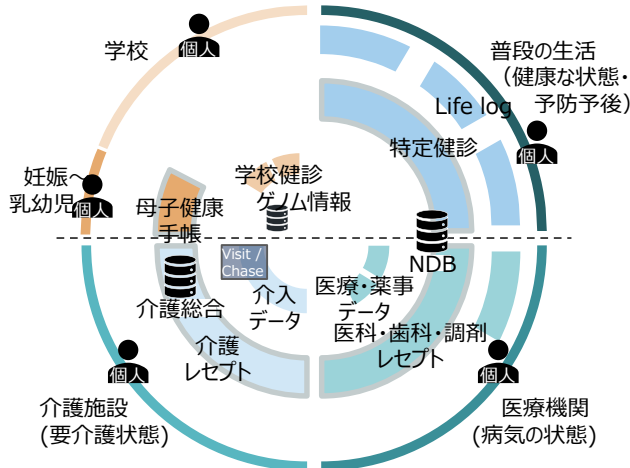 学校
個人
普段の生活
(健康な状態・
予防予後)
Life log
個人
特定健診
妊娠～
乳幼児
個人
学校健診
ゲノム情報
母子健康
手帳
Visit /
Chase
NDB
介護総合
介入
データ
医療・薬事
データ
医科・歯科・調剤
レセプト
介護
レセプト
個人
個人
介護施設
(要介護状態)
医療機関
(病気の状態)